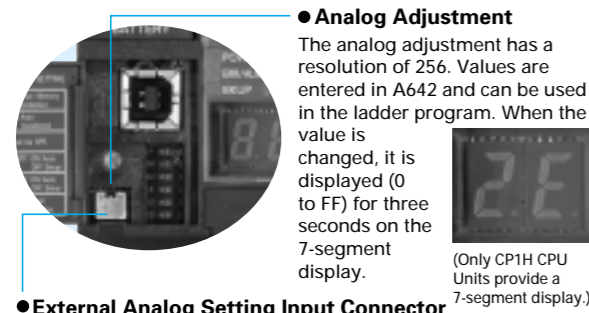 ● Analog Adjustment
The analog adjustment has a
resolution of 256. Values are
entered in A642 and can be used
in the ladder program. When the
value is
changed, it is
displayed (0
to FF) for three
seconds on the
7-segment
display.
2E
(Only CP1H CPU
Units provide a
7-segment display.)
● External Analog Setting Input Connector
BATTERY